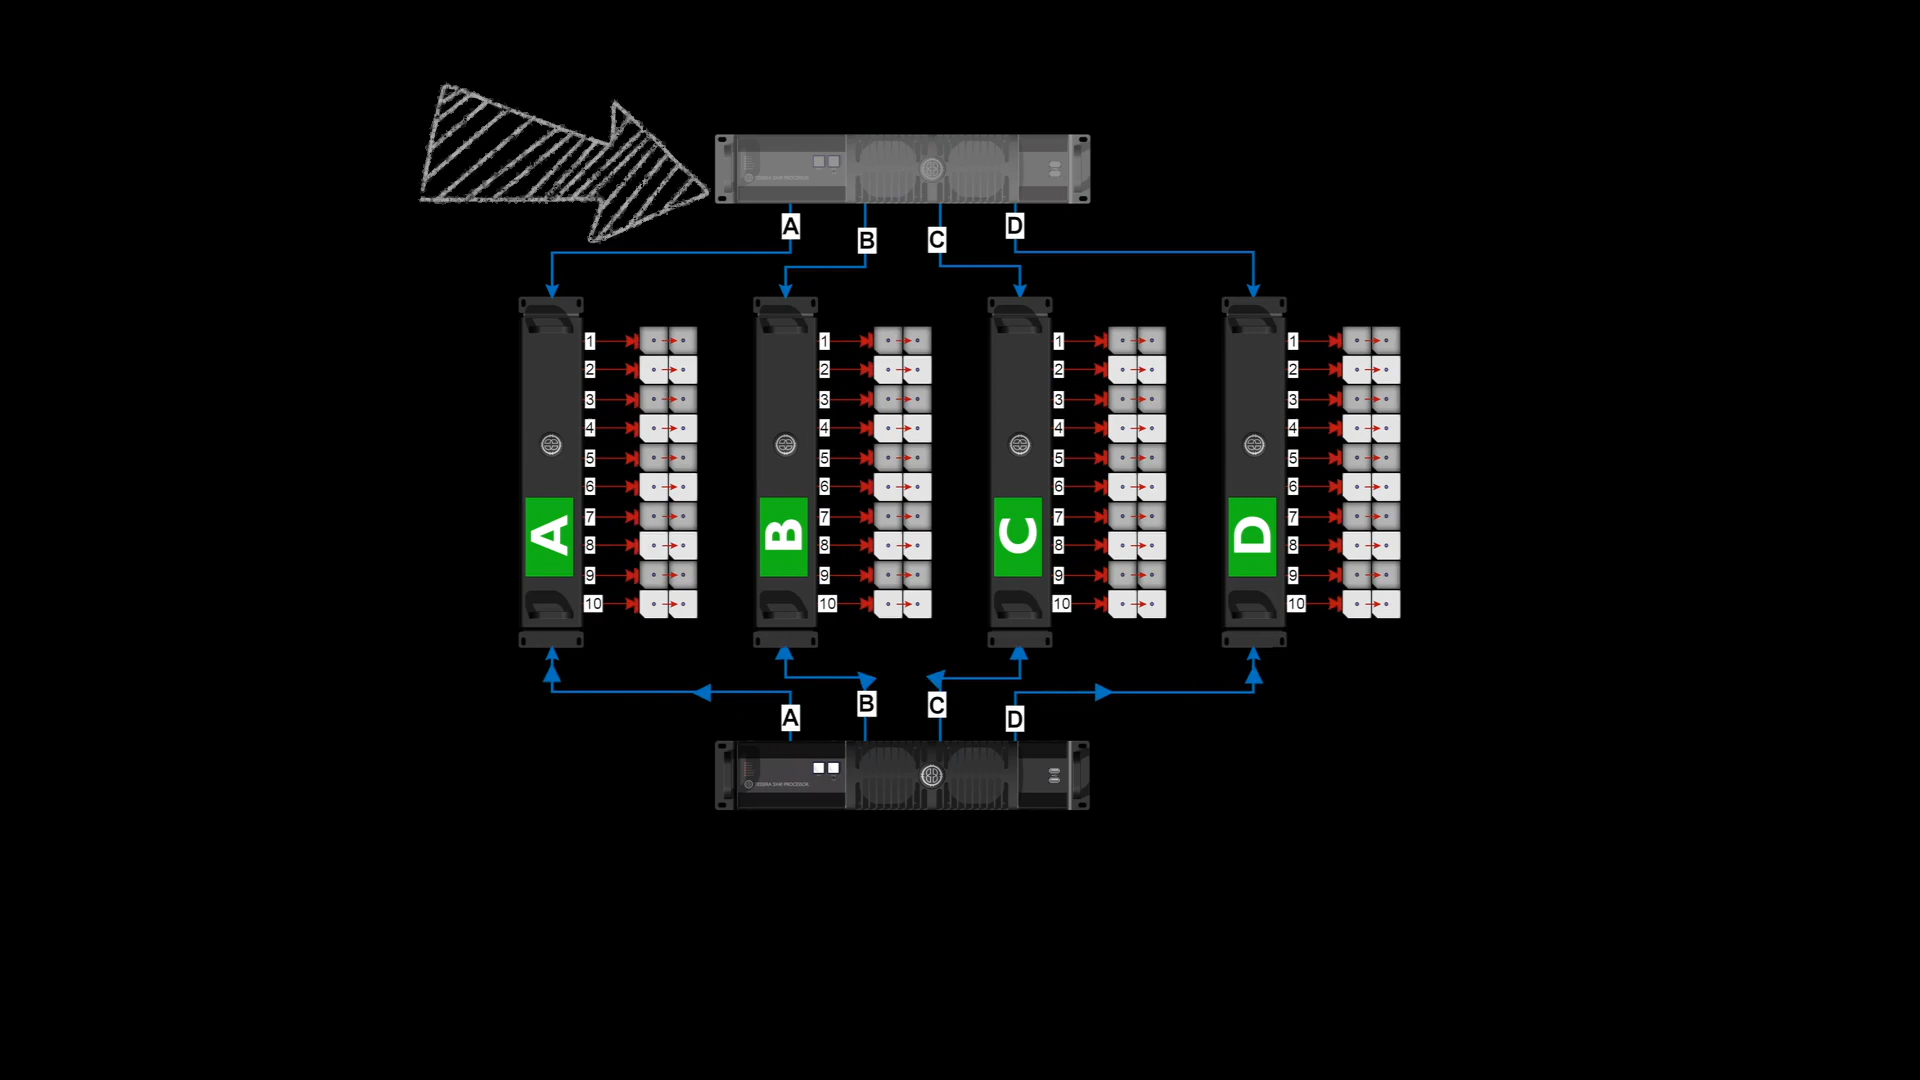 A B C D
1 1 1 1
2 2 2 2
3 3 3 3
4 4 4 4
5 5 5 5
6 6 6 6
7 7 7 7
8 8 8 8
9 9 9 9
10 10 10 10
A B C D
A B C D